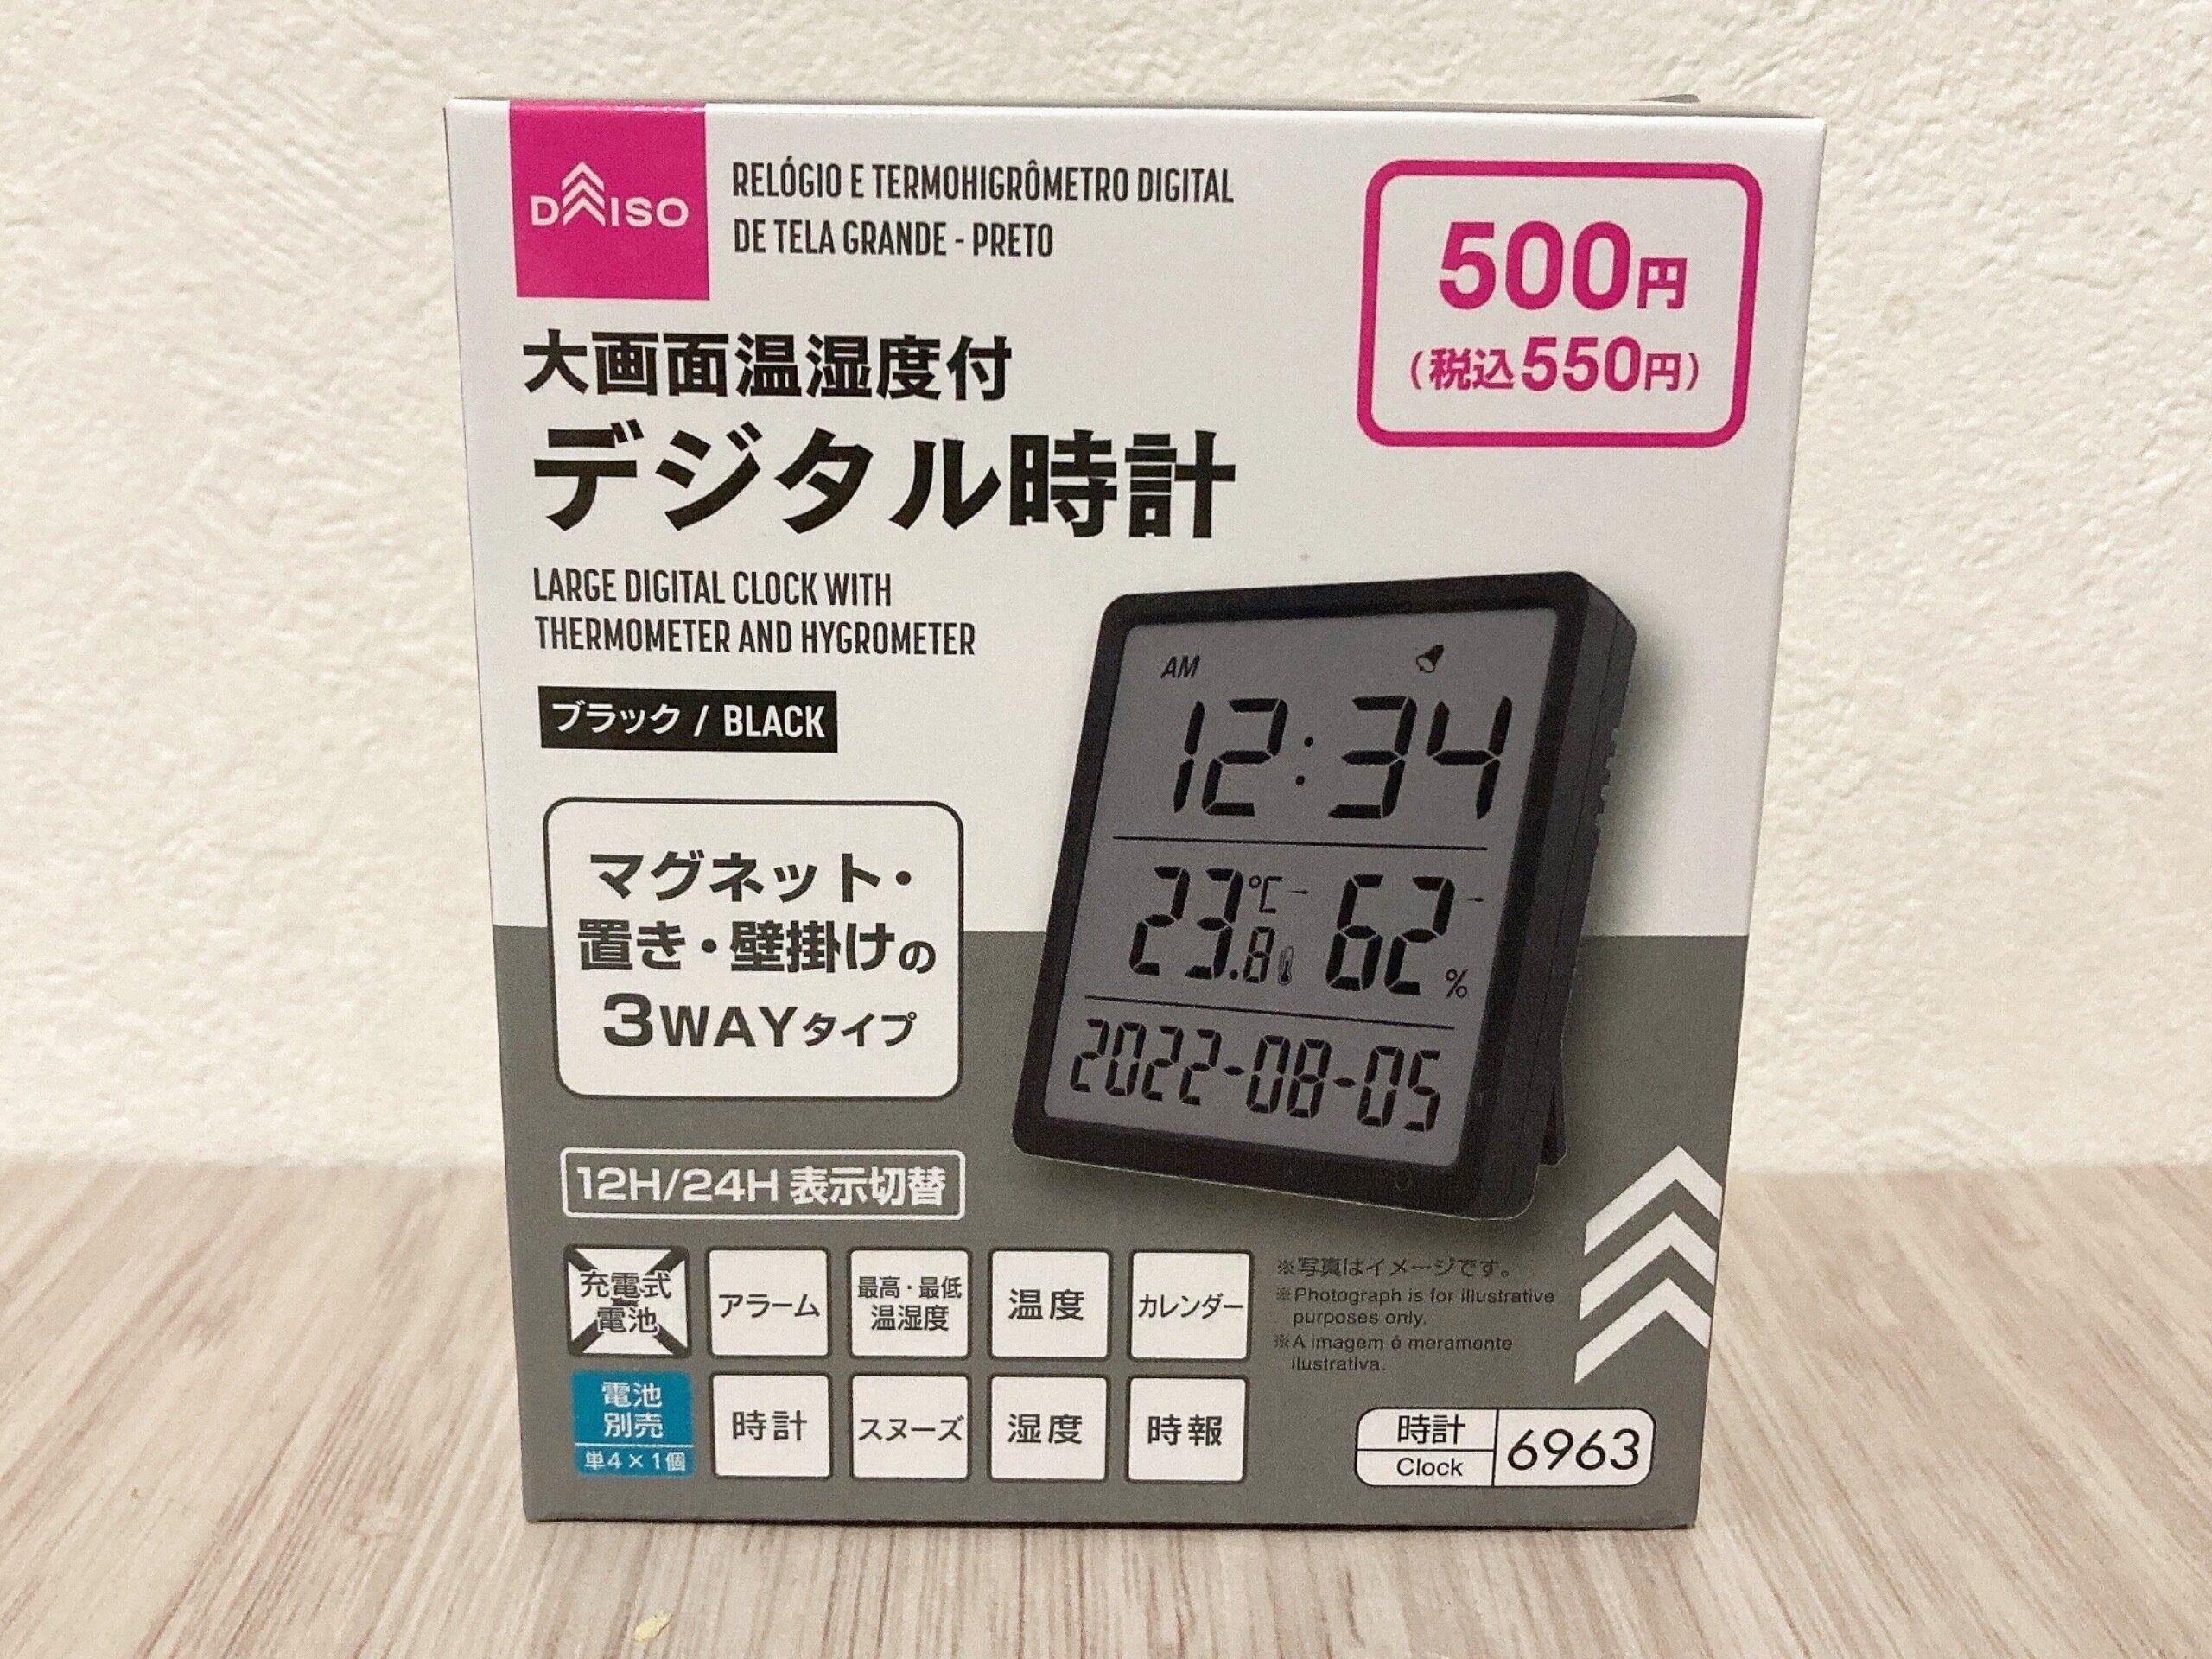 DAISO
RELÓGIO E TERMOHIGRÔMETRO DIGITAL
DE TELA GRANDE - PRETO
500円
(税込550円)
大画面温湿度付
デジタル時計
LARGE DIGITAL CLOCK WITH
THERMOMETER AND HYGROMETER
ブラック / BLACK
マグネット・
置き・壁掛けの
3WAYタイプ
AM
12:34
23.8℃ 62%
2022-08-05
12H/24H 表示切替
充電式
電池
アラーム
最高・最低
温湿度
温度
カレンダー
電池
別売
単4×1個
時計
スヌーズ
湿度
時報
※写真はイメージです。
※Photograph is for illustrative
purposes only.
※A imagem é meramente
ilustrativa.
時計
Clock
6963